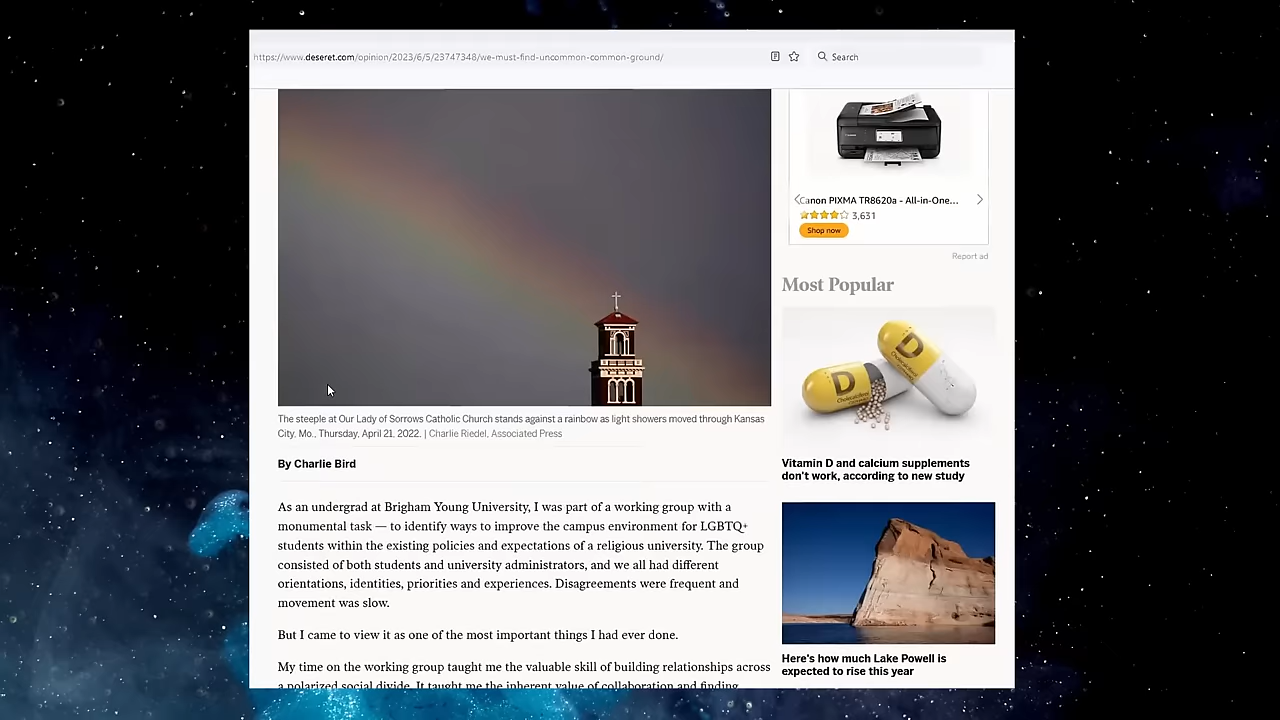 https://www.deseret.com/opinion/2023/6/5/23747348/we-must-find-uncommon-common-ground/
Search
Canon PIXMA TR8620a - All-in-One...
3,631
Shop now
Report ad
Most Popular
D
D
Vitamin D and calcium supplements
don't work, according to new study
Here's how much Lake Powell is
expected to rise this year
The steeple at Our Lady of Sorrows Catholic Church stands against a rainbow as light showers moved through Kansas
City, Mo., Thursday, April 21, 2022. | Charlie Riedel, Associated Press
By Charlie Bird
As an undergrad at Brigham Young University, I was part of a working group with a
monumental task — to identify ways to improve the campus environment for LGBTQ+
students within the existing policies and expectations of a religious university. The group
consisted of both students and university administrators, and we all had different
orientations, identities, priorities and experiences. Disagreements were frequent and
movement was slow.
But I came to view it as one of the most important things I had ever done.
My time on the working group taught me the valuable skill of building relationships across
a polarized social divide. It taught me the inherent value of collaboration and finding